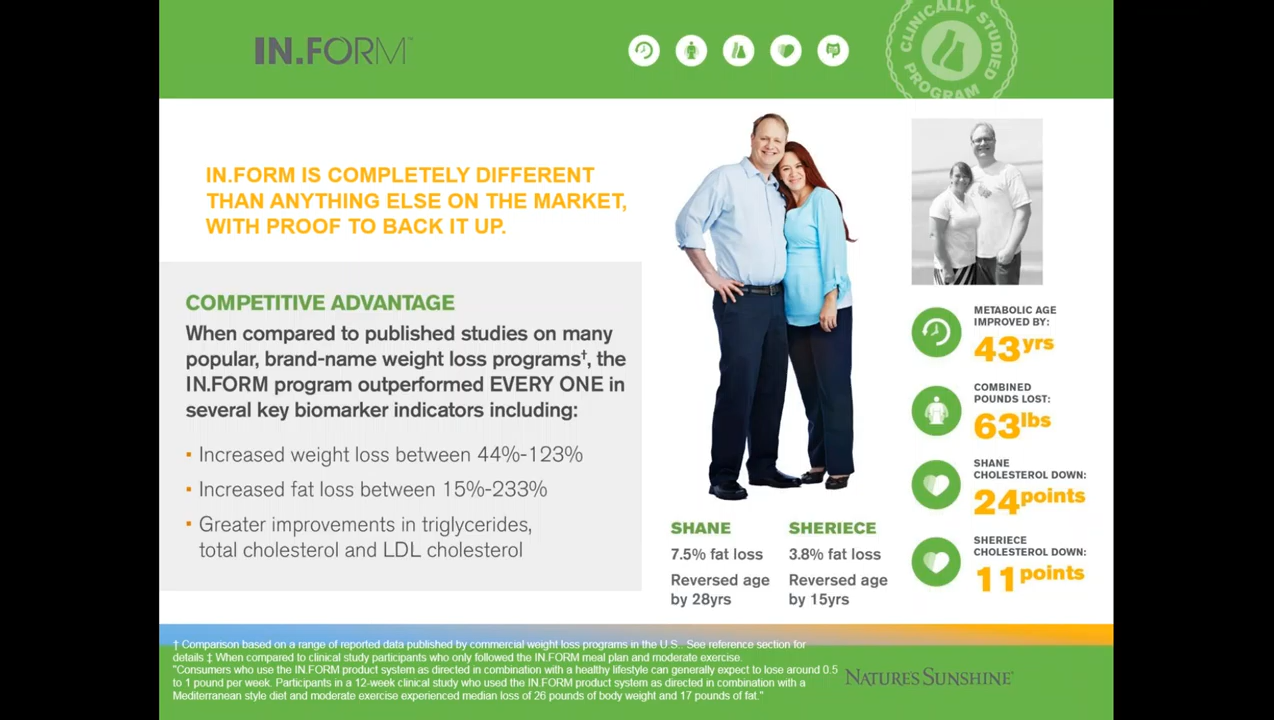 IN.FORM™
CLINICALLY STUDIED PROGRAM
IN.FORM IS COMPLETELY DIFFERENT
THAN ANYTHING ELSE ON THE MARKET,
WITH PROOF TO BACK IT UP.
COMPETITIVE ADVANTAGE
When compared to published studies on many
popular, brand-name weight loss programs†, the
IN.FORM program outperformed EVERY ONE in
several key biomarker indicators including:
▪ Increased weight loss between 44%-123%
▪ Increased fat loss between 15%-233%
▪ Greater improvements in triglycerides,
total cholesterol and LDL cholesterol
SHANE
7.5% fat loss
Reversed age
by 28yrs
SHERIECE
3.8% fat loss
Reversed age
by 15yrs
METABOLIC AGE
IMPROVED BY:
43yrs
COMBINED
POUNDS LOST:
63lbs
SHANE
CHOLESTEROL DOWN:
24points
SHERIECE
CHOLESTEROL DOWN:
11points
† Comparison based on a range of reported data published by commercial weight loss programs in the U.S.. See reference section for
details.‡ When compared to clinical study participants who only followed the IN.FORM meal plan and moderate exercise.
"Consumers who use the IN.FORM product system as directed in combination with a healthy lifestyle can generally expect to lose around 0.5
to 1 pound per week. Participants in a 12-week clinical study who used the IN.FORM product system as directed in combination with a
Mediterranean style diet and moderate exercise experienced median loss of 26 pounds of body weight and 17 pounds of fat."
NATURE'S SUNSHINE®